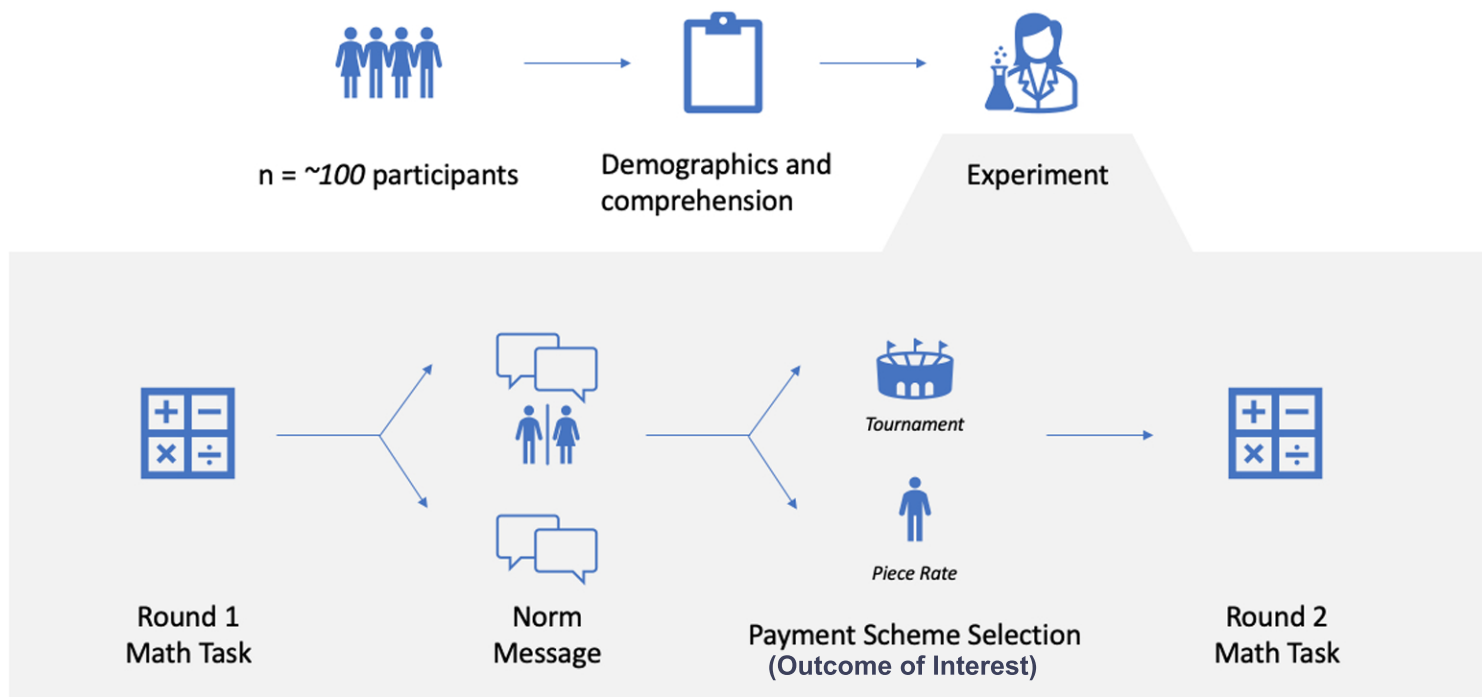 n = ~100 participants
Demographics and
comprehension
Experiment
Tournament
Piece Rate
Round 1
Math Task
Norm
Message
Payment Scheme Selection
(Outcome of Interest)
Round 2
Math Task